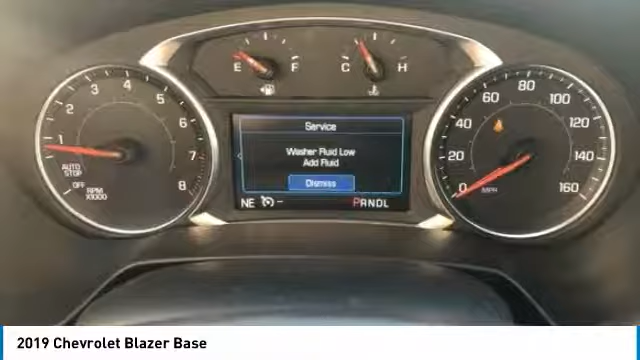 E F
C H
1 2 3 4 5 6 7 8
AUTO
STOP
OFF
RPM
X1000
Service
Washer Fluid Low
Add Fluid
Dismiss
NE
PRNDL
0 20 40 60 80 100 120 140 160
MPH
2019 Chevrolet Blazer Base